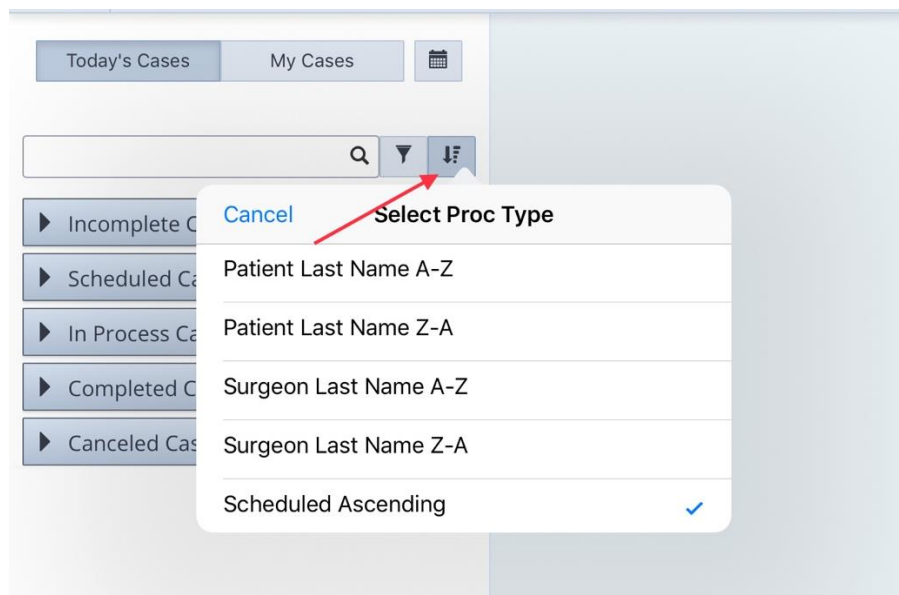 Today's Cases My Cases
Cancel Select Proc Type
Incomplete C
Patient Last Name A-Z
Scheduled Ca
Patient Last Name Z-A
In Process Ca
Surgeon Last Name A-Z
Completed C
Surgeon Last Name Z-A
Canceled Cas
Scheduled Ascending